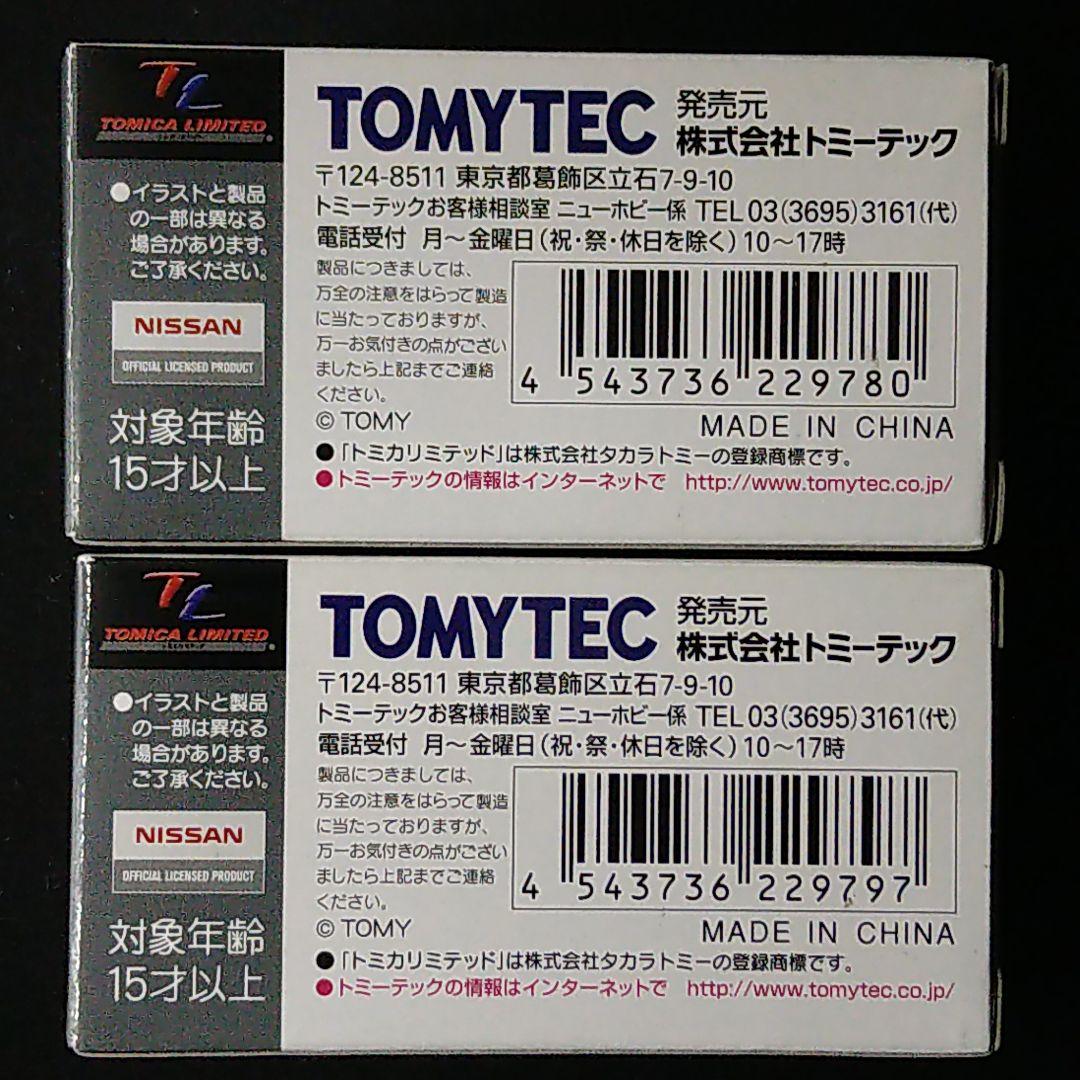 TL
TOMICA LIMITED
●イラストと製品
の一部は異なる
場合があります。
ご了承ください。
NISSAN
OFFICIAL LICENSED PRODUCT
対象年齢
15才以上
TOMYTEC 発売元
株式会社トミーテック
〒124-8511 東京都葛飾区立石7-9-10
トミーテックお客様相談室 ニューホビー係 TEL 03(3695)3161(代)
電話受付 月〜金曜日(祝・祭・休日を除く)10〜17時
製品につきましては、
万全の注意をはらって製造
に当たっておりますが、
万一お気付きの点がござい
ましたら上記までご連絡
ください。
© TOMY
4 543736 229780
MADE IN CHINA
●「トミカリミテッド」は株式会社タカラトミーの登録商標です。
●トミーテックの情報はインターネットで http://www.tomytec.co.jp/
TL
TOMICA LIMITED
●イラストと製品
の一部は異なる
場合があります。
ご了承ください。
NISSAN
OFFICIAL LICENSED PRODUCT
対象年齢
15才以上
TOMYTEC 発売元
株式会社トミーテック
〒124-8511 東京都葛飾区立石7-9-10
トミーテックお客様相談室 ニューホビー係 TEL 03(3695)3161(代)
電話受付 月〜金曜日(祝・祭・休日を除く)10〜17時
製品につきましては、
万全の注意をはらって製造
に当たっておりますが、
万一お気付きの点がござい
ましたら上記までご連絡
ください。
© TOMY
4 543736 229797
MADE IN CHINA
●「トミカリミテッド」は株式会社タカラトミーの登録商標です。
●トミーテックの情報はインターネットで http://www.tomytec.co.jp/